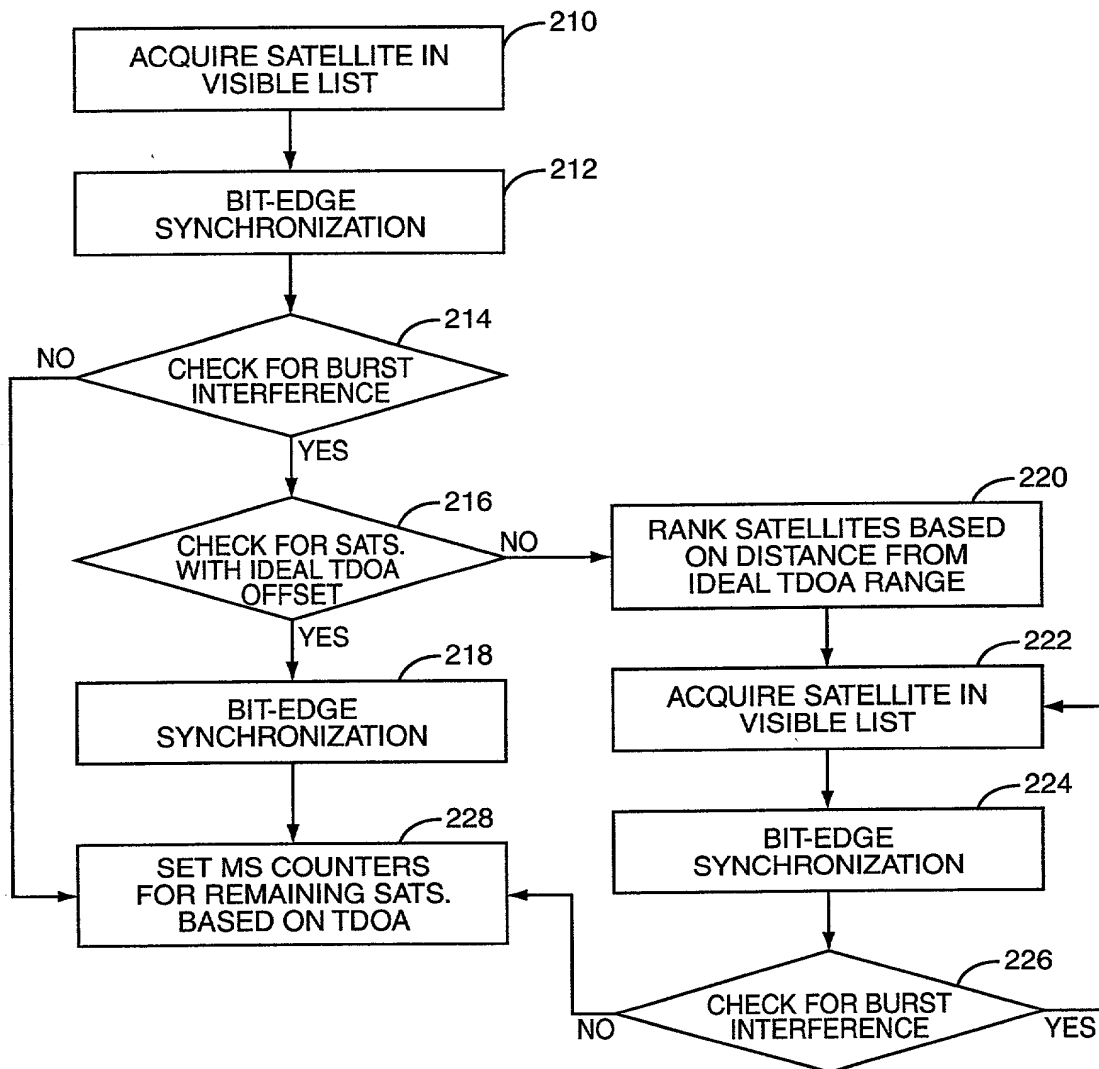 210
ACQUIRE SATELLITE IN
VISIBLE LIST
212
BIT-EDGE
SYNCHRONIZATION
214
NO
CHECK FOR BURST
INTERFERENCE
YES
216
CHECK FOR SATS.
WITH IDEAL TDOA
OFFSET
NO
YES
218
BIT-EDGE
SYNCHRONIZATION
220
RANK SATELLITES BASED
ON DISTANCE FROM
IDEAL TDOA RANGE
222
ACQUIRE SATELLITE IN
VISIBLE LIST
224
BIT-EDGE
SYNCHRONIZATION
226
CHECK FOR BURST
INTERFERENCE
NO
YES
228
SET MS COUNTERS
FOR REMAINING SATS.
BASED ON TDOA